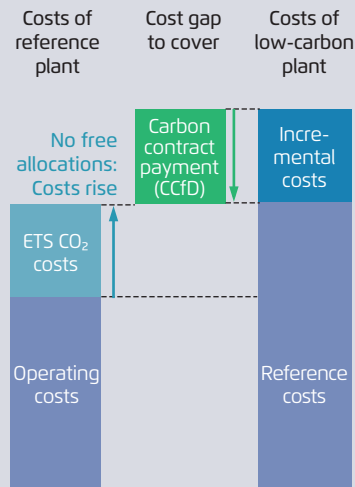 Costs of
reference
plant
Cost gap
to cover
Costs of
low-carbon
plant
No free
allocations:
Costs rise
Carbon
contract
payment
(CCfD)
Incre-
mental
costs
ETS CO₂
costs
Operating
costs
Reference
costs